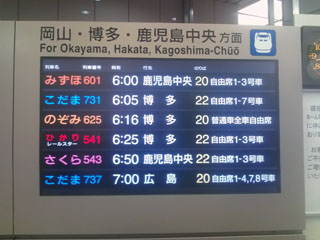 岡山・博多・鹿児島中央 方面
For Okayama, Hakata, Kagoshima-Chūō
列車名 列車番号 時刻 行先 のりば
みずほ 601 6:00 鹿児島中央 20 自由席1-3号車
こだま 731 6:05 博多 22 自由席1-7号車
のぞみ 625 6:16 博多 20 普通車全車自由席
ひかり レールスター 541 6:25 博多 22 自由席1-3号車
さくら 543 6:50 鹿児島中央 22 自由席1-3号車
こだま 737 7:00 広島 20 自由席1-4,7,8号車